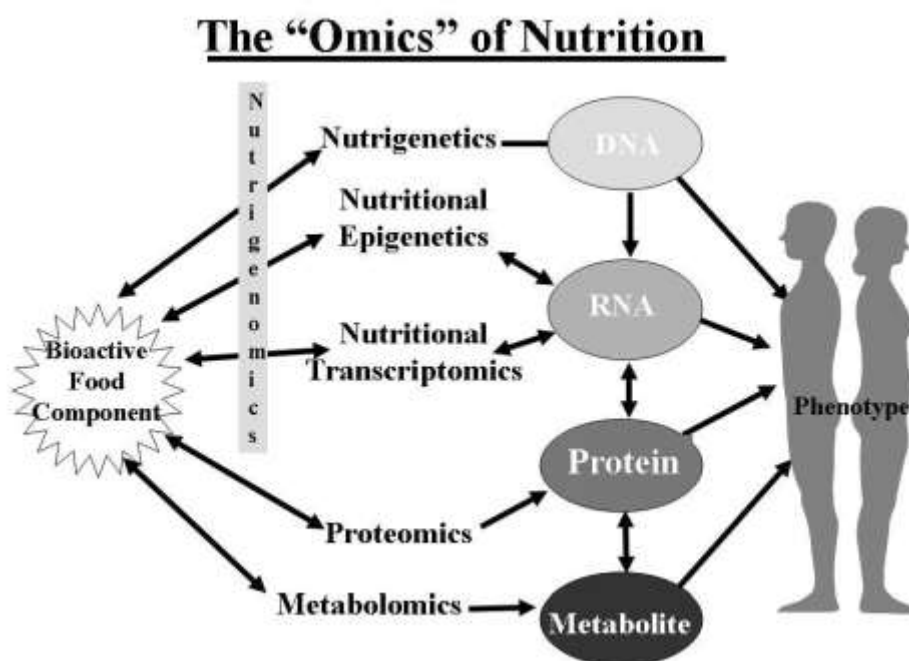 The “Omics” of Nutrition
Nutrigenomics
Nutrigenetics
DNA
Nutritional
Epigenetics
RNA
Bioactive
Food
Component
Nutritional
Transcriptomics
Phenotype
Protein
Proteomics
Metabolomics
Metabolite